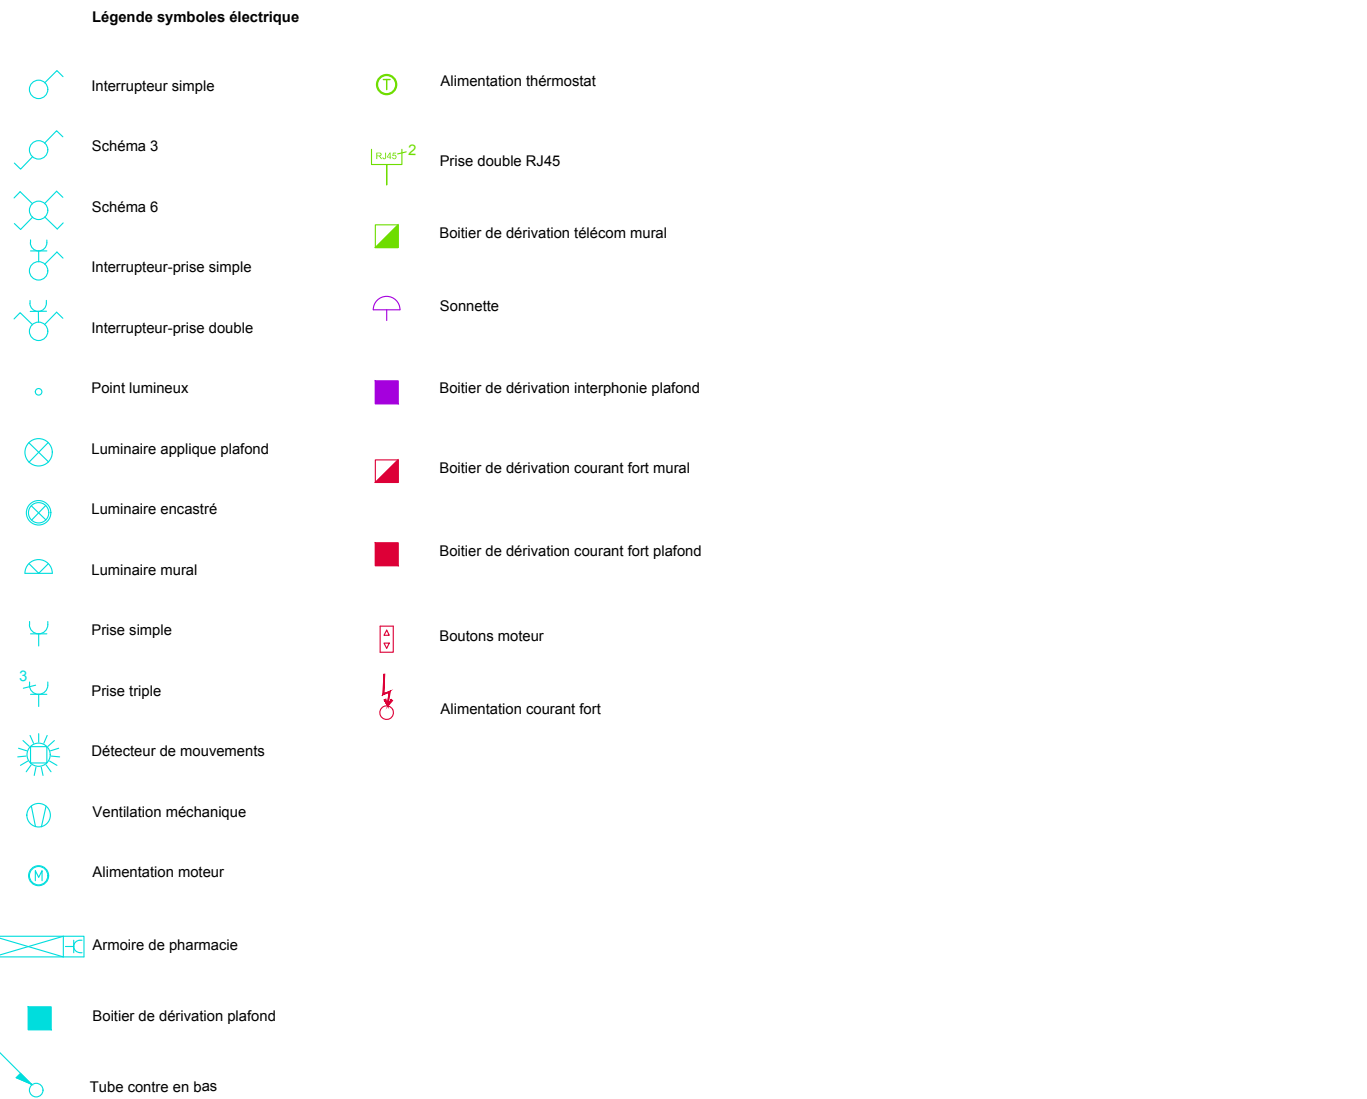 Légende symboles électrique
Interrupteur simple
Schéma 3
Schéma 6
Interrupteur-prise simple
Interrupteur-prise double
Point lumineux
Luminaire applique plafond
Luminaire encastré
Luminaire mural
Prise simple
3
Prise triple
Détecteur de mouvements
Ventilation méchanique
M
Alimentation moteur
Armoire de pharmacie
Boitier de dérivation plafond
Tube contre en bas
T
Alimentation thérmostat
RJ45 2
Prise double RJ45
Boitier de dérivation télécom mural
Sonnette
Boitier de dérivation interphonie plafond
Boitier de dérivation courant fort mural
Boitier de dérivation courant fort plafond
Boutons moteur
Alimentation courant fort